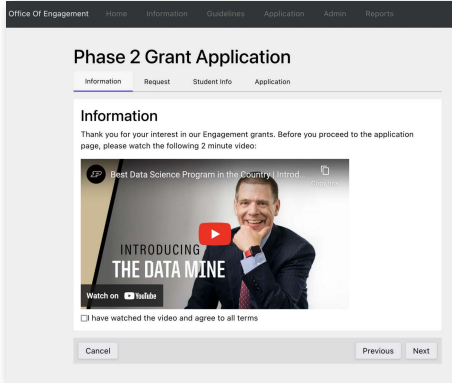 Office Of Engagement Home Information Guidelines Application Admin Reports
Phase 2 Grant Application
Information Request Student Info Application
Information
Thank you for your interest in our Engagement grants. Before you proceed to the application
page, please watch the following 2 minute video:
Best Data Science Program in the Country | Introd...
INTRODUCING
THE DATA MINE
Watch on YouTube
I have watched the video and agree to all terms
Cancel Previous Next